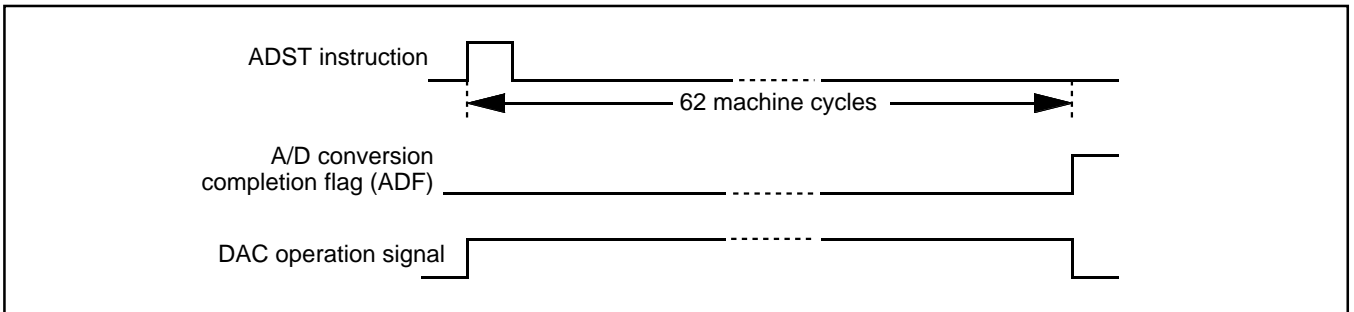 ADST instruction
62 machine cycles
A/D conversion
completion flag (ADF)
DAC operation signal